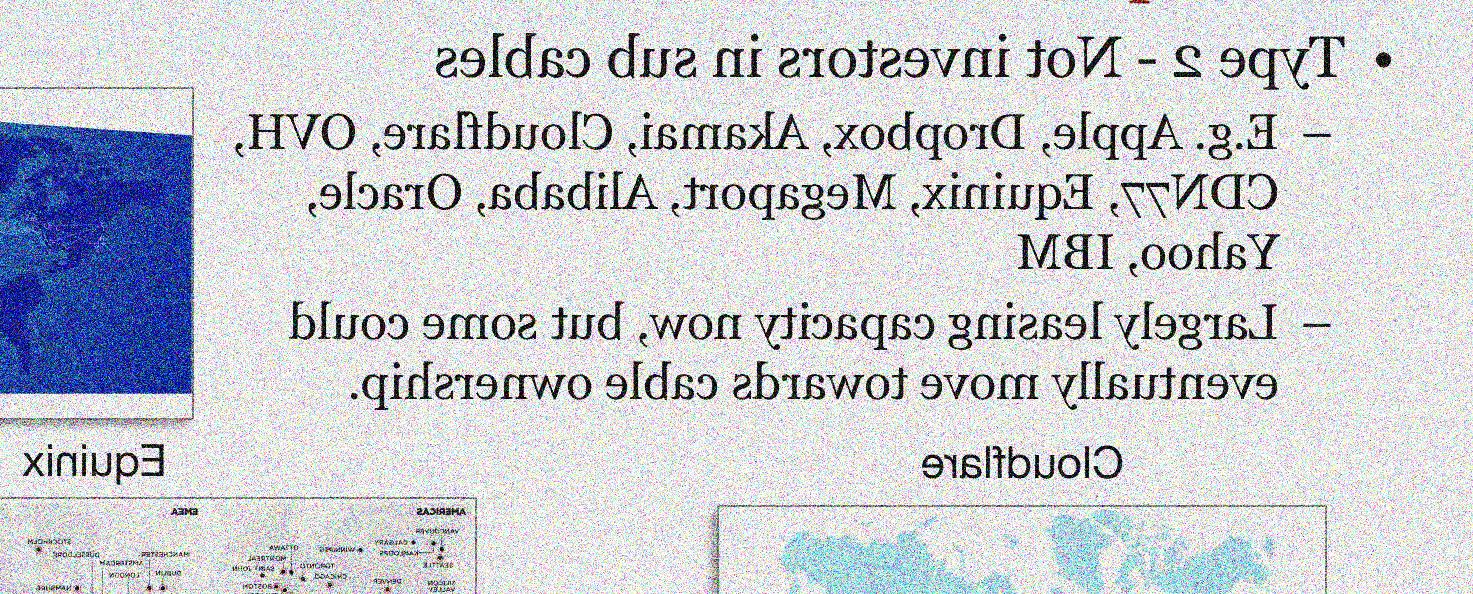 • Type 2 - Not investors in sub cables
– E.g. Apple, Dropbox, Akamai, Cloudflare, OVH,
CDN77, Equinix, Megaport, Alibaba, Oracle,
Yahoo, IBM
– Largely leasing capacity now, but some could
eventually move towards cable ownership.
Cloudflare
Equinix
AMERICAS
VANCOUVER
CALGARY
KAMLOOPS
SEATTLE
SILICON
VALLEY
DENVER
WINNIPEG
OTTAWA
MONTREAL
TORONTO
SAINT JOHN
CHICAGO
BOSTON
EMEA
MANCHESTER
DUBLIN
AMSTERDAM
LONDON
DUSSELDORF
STOCKHOLM